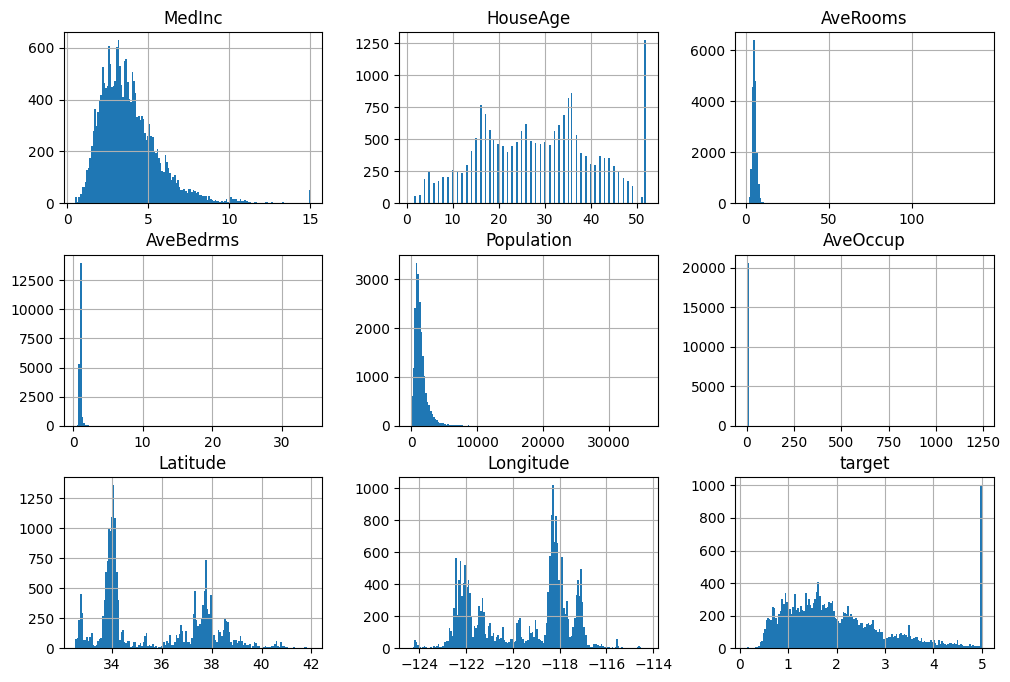 MedInc
HouseAge
AveRooms
600
400
200
0
0 5 10 15
1250
1000
750
500
250
0
0 10 20 30 40 50
6000
4000
2000
0
0 50 100
AveBedrms
Population
AveOccup
12500
10000
7500
5000
2500
0
0 10 20 30
3000
2000
1000
0
0 10000 20000 30000
20000
15000
10000
5000
0
0 250 500 750 1000 1250
Latitude
Longitude
target
1250
1000
750
500
250
0
34 36 38 40 42
1000
800
600
400
200
0
−124 −122 −120 −118 −116 −114
1000
800
600
400
200
0
0 1 2 3 4 5